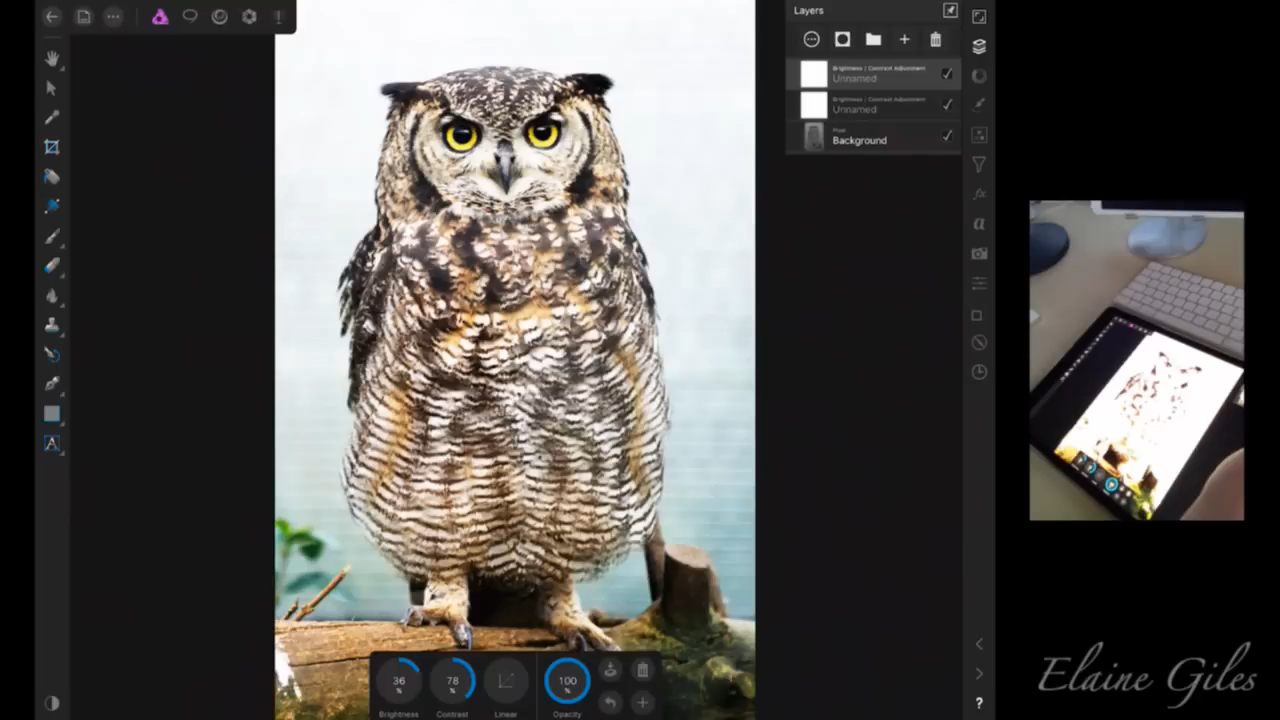 Layers
Brightness / Contrast Adjustment
Unnamed
Brightness / Contrast Adjustment
Unnamed
Pixel
Background
fx
a
A
36
%
78
%
100
%
Brightness
Contrast
Linear
Opacity
?
Elaine Giles